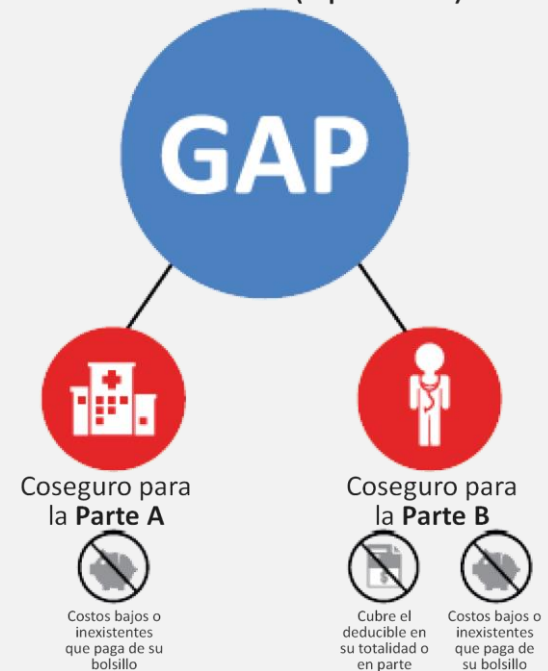 GAP
Coseguro para
la Parte A
Costos bajos o
inexistentes
que paga de su
bolsillo
Coseguro para
la Parte B
$
Cubre el
deducible en
su totalidad o
en parte
Costos bajos o
inexistentes
que paga de
su bolsillo